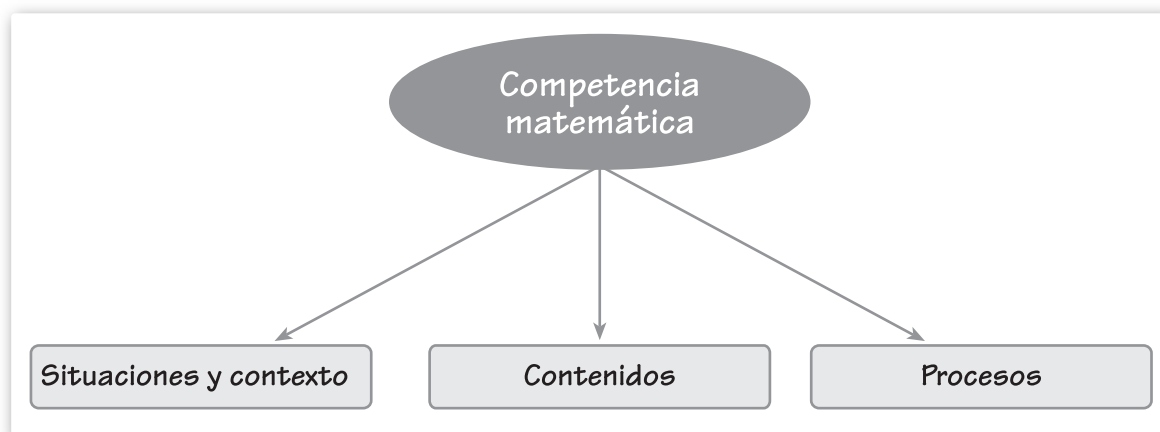 Competencia
matemática
Situaciones y contexto
Contenidos
Procesos